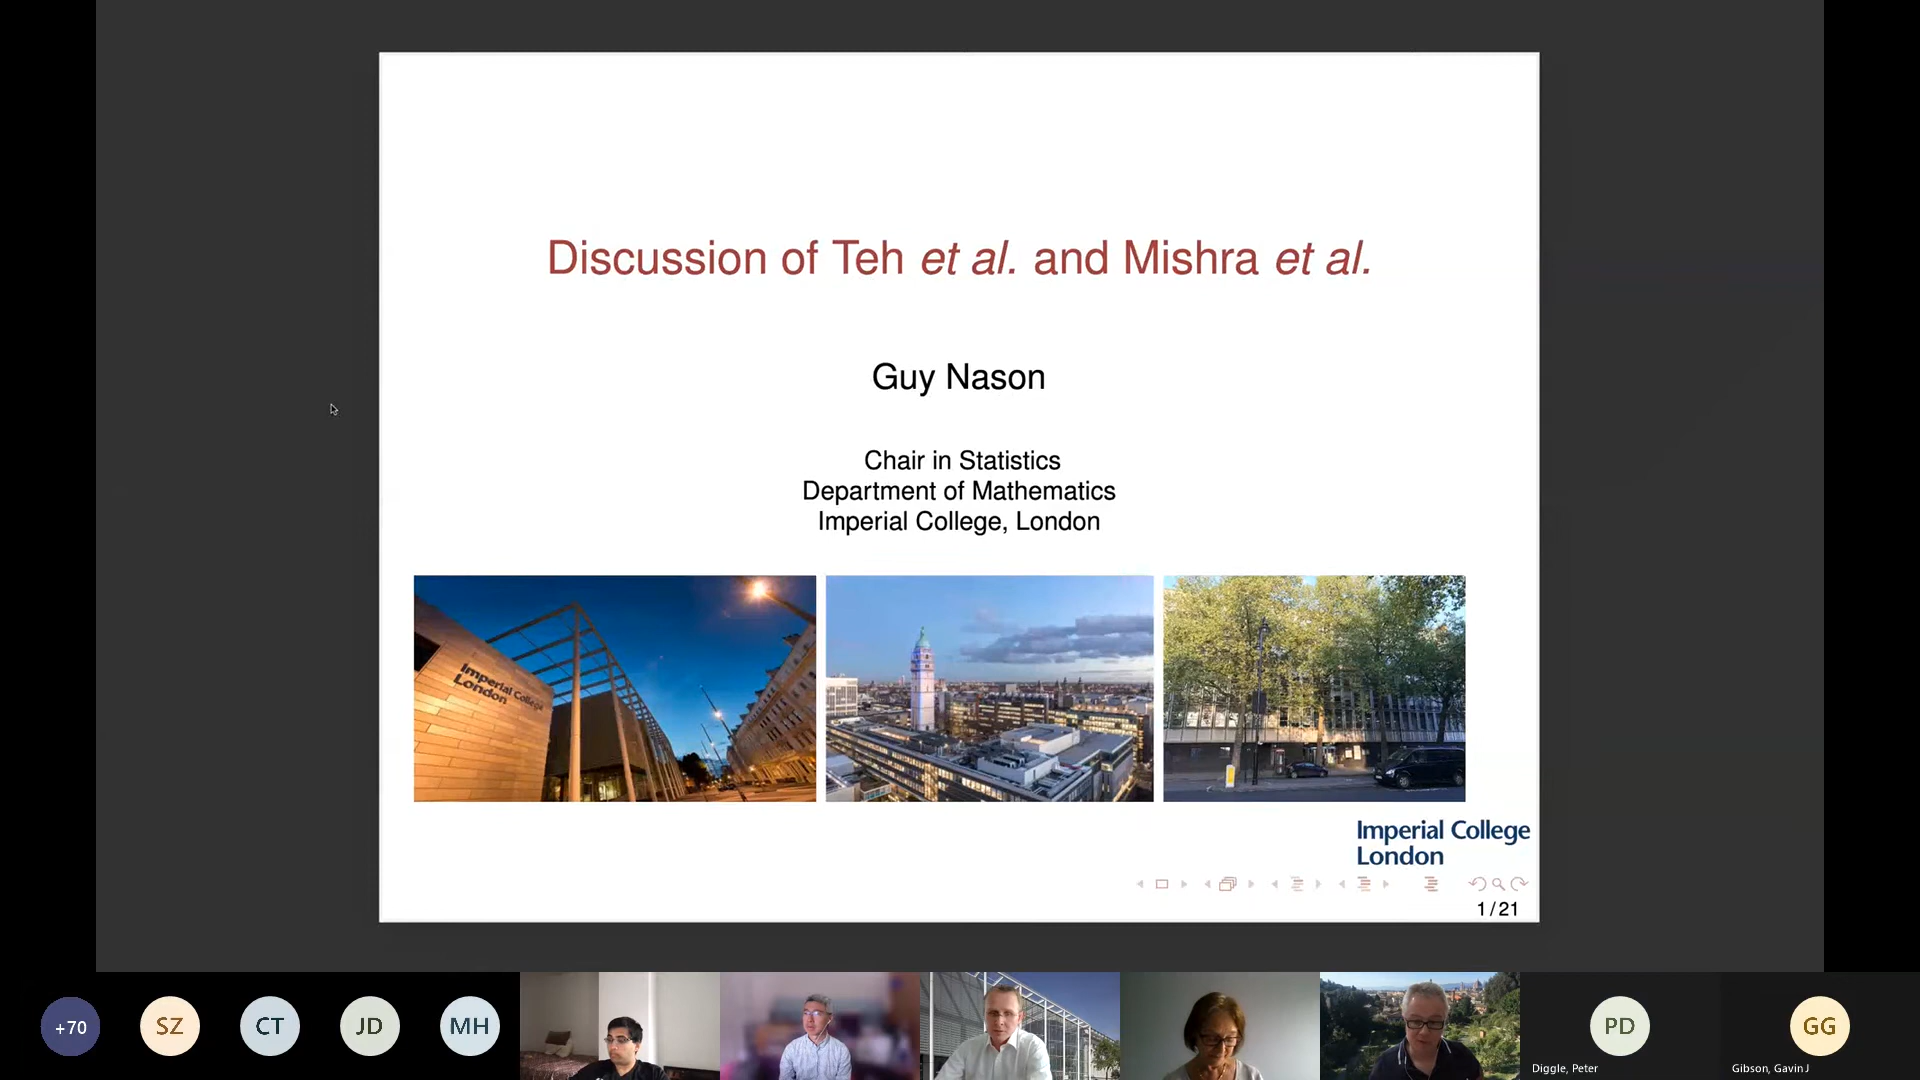 Discussion of Teh et al. and Mishra et al.
Guy Nason
Chair in Statistics
Department of Mathematics
Imperial College, London
Imperial College
London
Imperial College
London
1 / 21
+70
SZ
CT
JD
MH
PD
Diggle, Peter
GG
Gibson, Gavin J